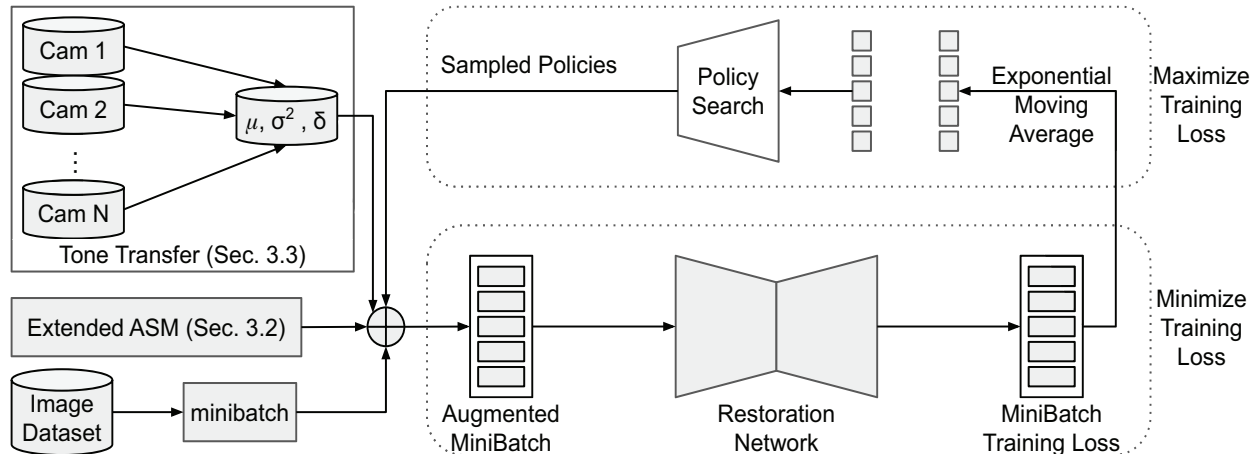 Cam 1
Cam 2
⋮
Cam N
μ, σ² , δ
Tone Transfer (Sec. 3.3)
Sampled Policies
Policy
Search
Exponential
Moving
Average
Maximize
Training
Loss
Extended ASM (Sec. 3.2)
Image
Dataset
minibatch
Augmented
MiniBatch
Restoration
Network
MiniBatch
Training Loss
Minimize
Training
Loss